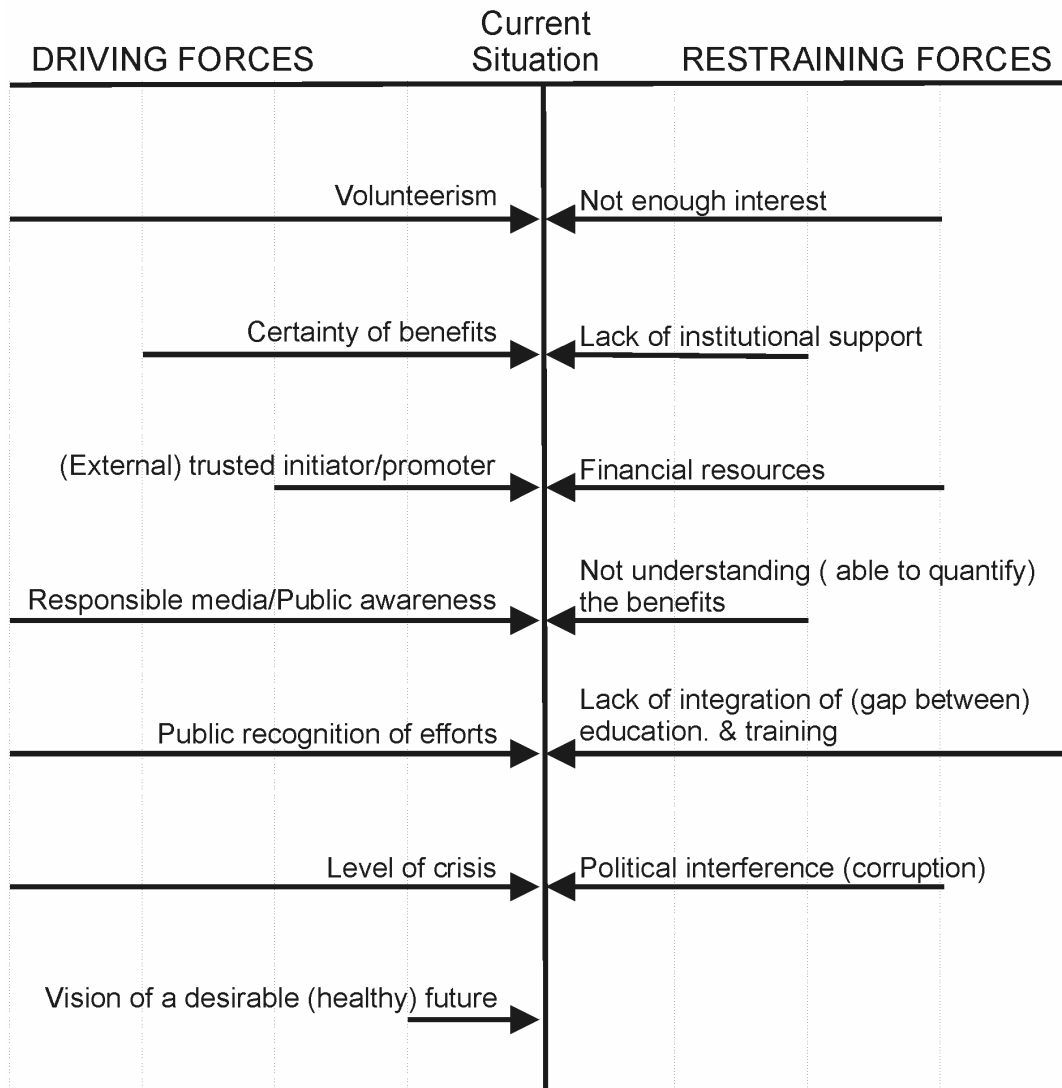 Current
Situation
DRIVING FORCES
RESTRAINING FORCES
Volunteerism
Not enough interest
Certainty of benefits
Lack of institutional support
(External) trusted initiator/promoter
Financial resources
Responsible media/Public awareness
Not understanding ( able to quantify)
the benefits
Public recognition of efforts
Lack of integration of (gap between)
education. & training
Level of crisis
Political interference (corruption)
Vision of a desirable (healthy) future